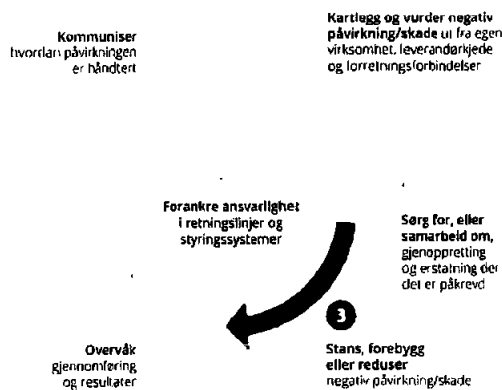 Kommuniser
hvordan påvirkningen
er håndtert
Kartlegg og vurder negativ
påvirkning/skade ut fra egen
virksomhet, leverandørkjede
og forretningsforbindelser
Forankre ansvarlighet
i retningslinjer og
styringssystemer
Sørg for, eller
samarbeid om,
gjenoppretting
og erstatning der
det er påkrevd
3
Stans, forebygg
eller reduser
negativ påvirkning/skade
Overvåk
gjennomføring
og resultater